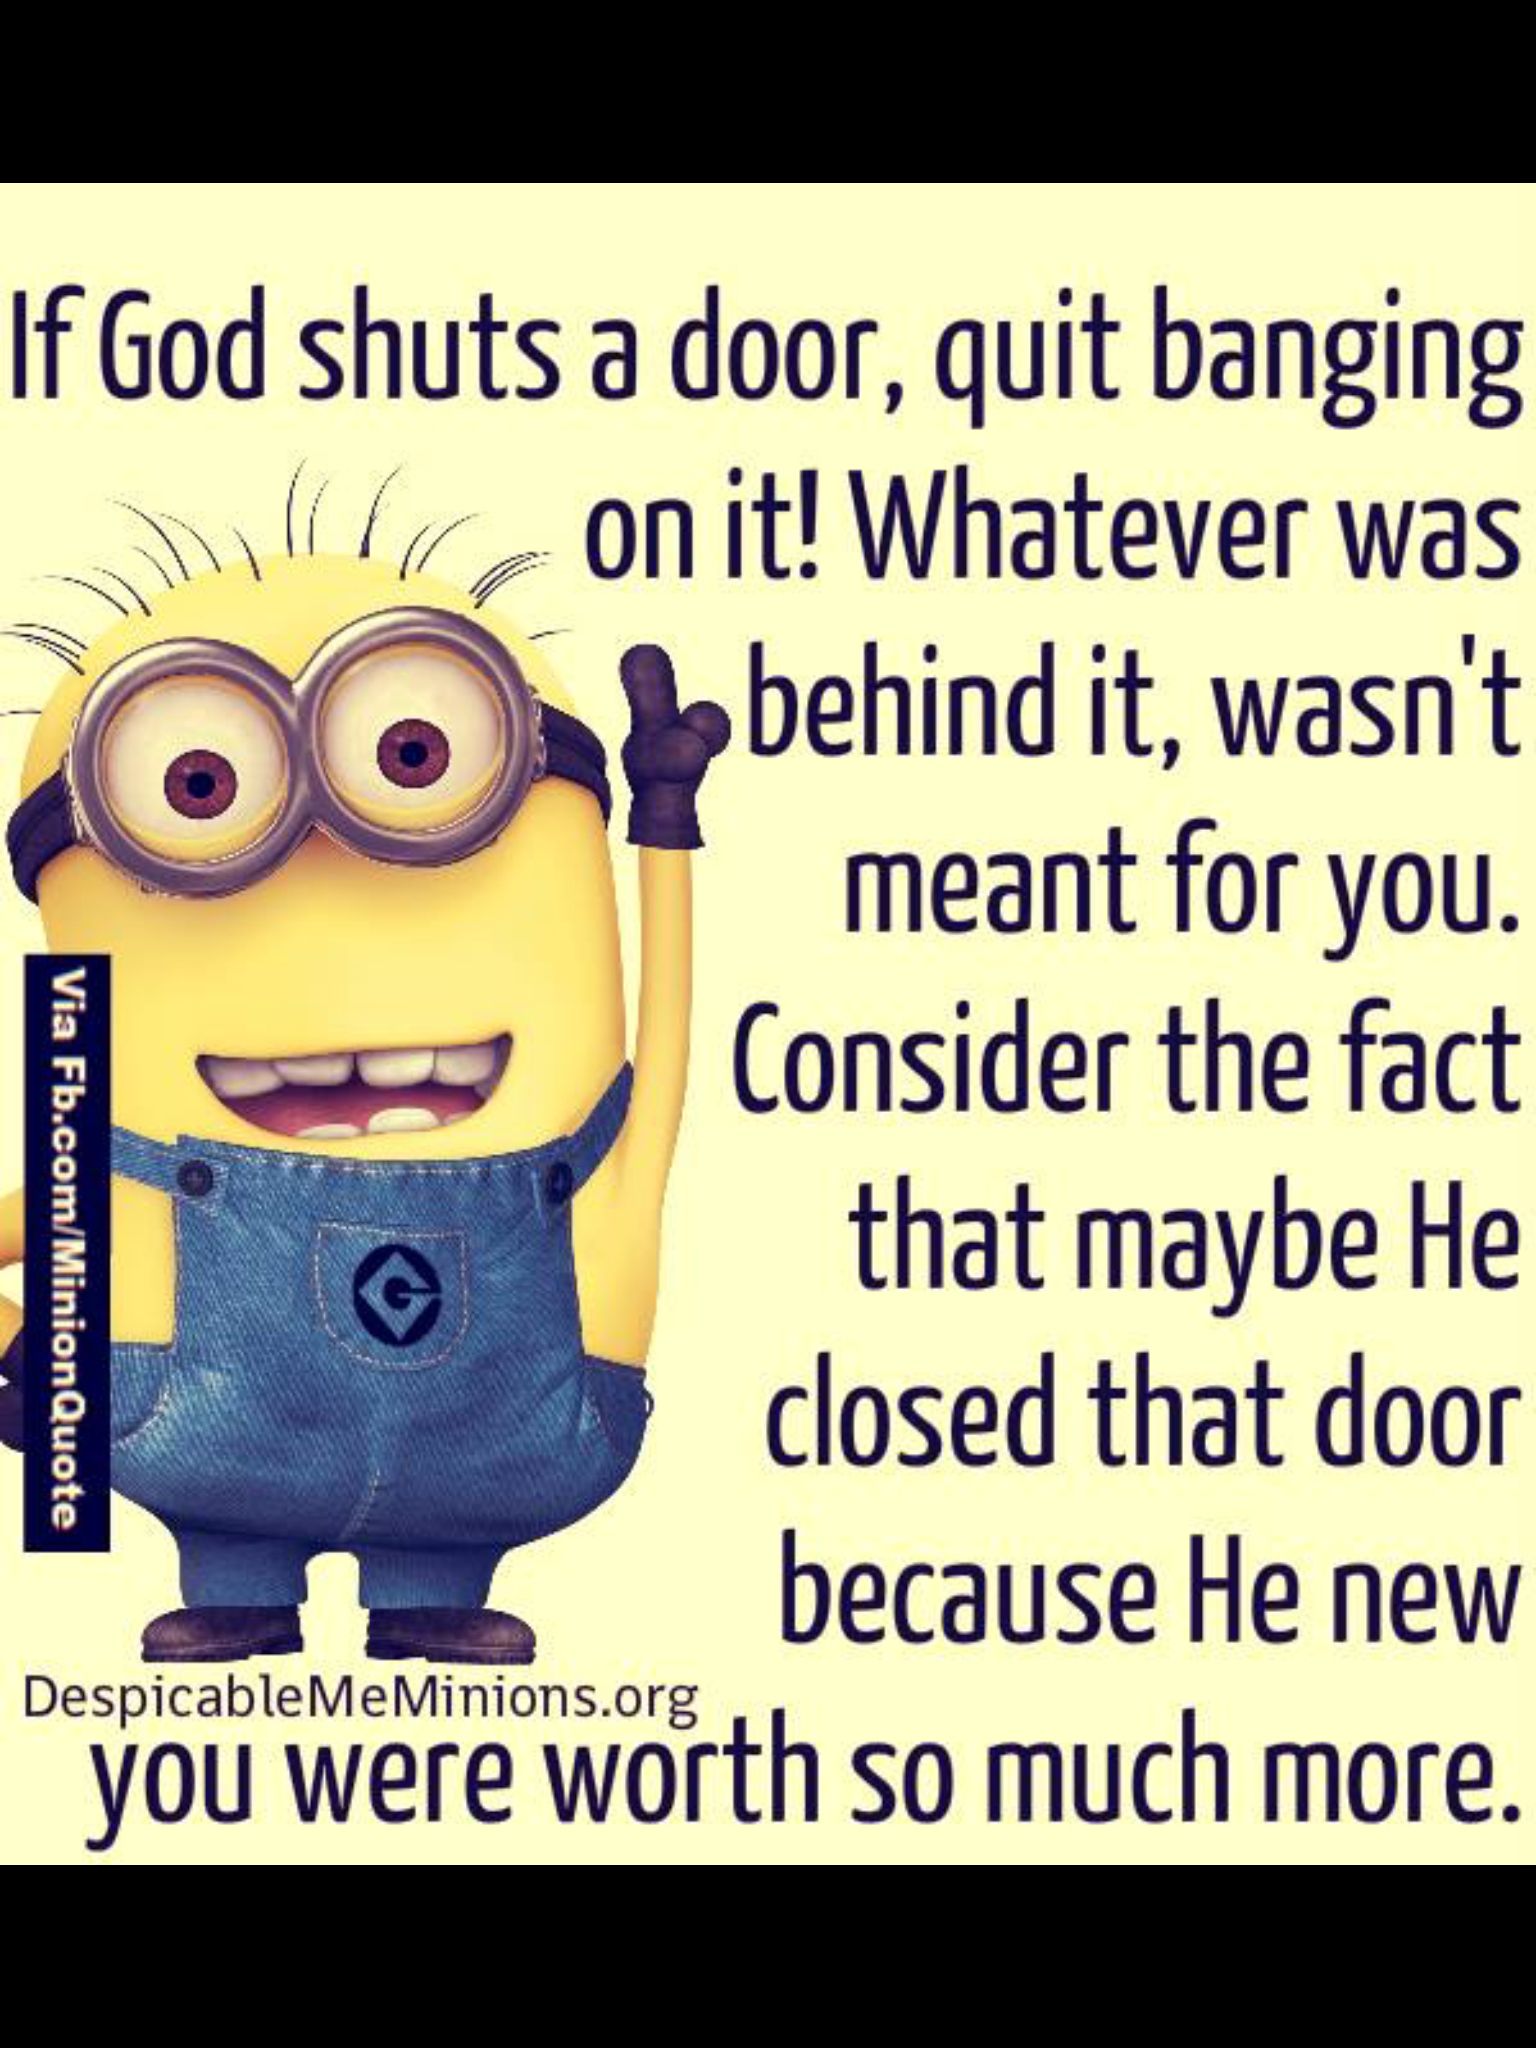 If God shuts a door, quit banging
on it! Whatever was
behind it, wasn't
meant for you.
Consider the fact
that maybe He
closed that door
because He new
you were worth so much more.
DespicableMeMinions.org
Via Fb.com/MinionQuote